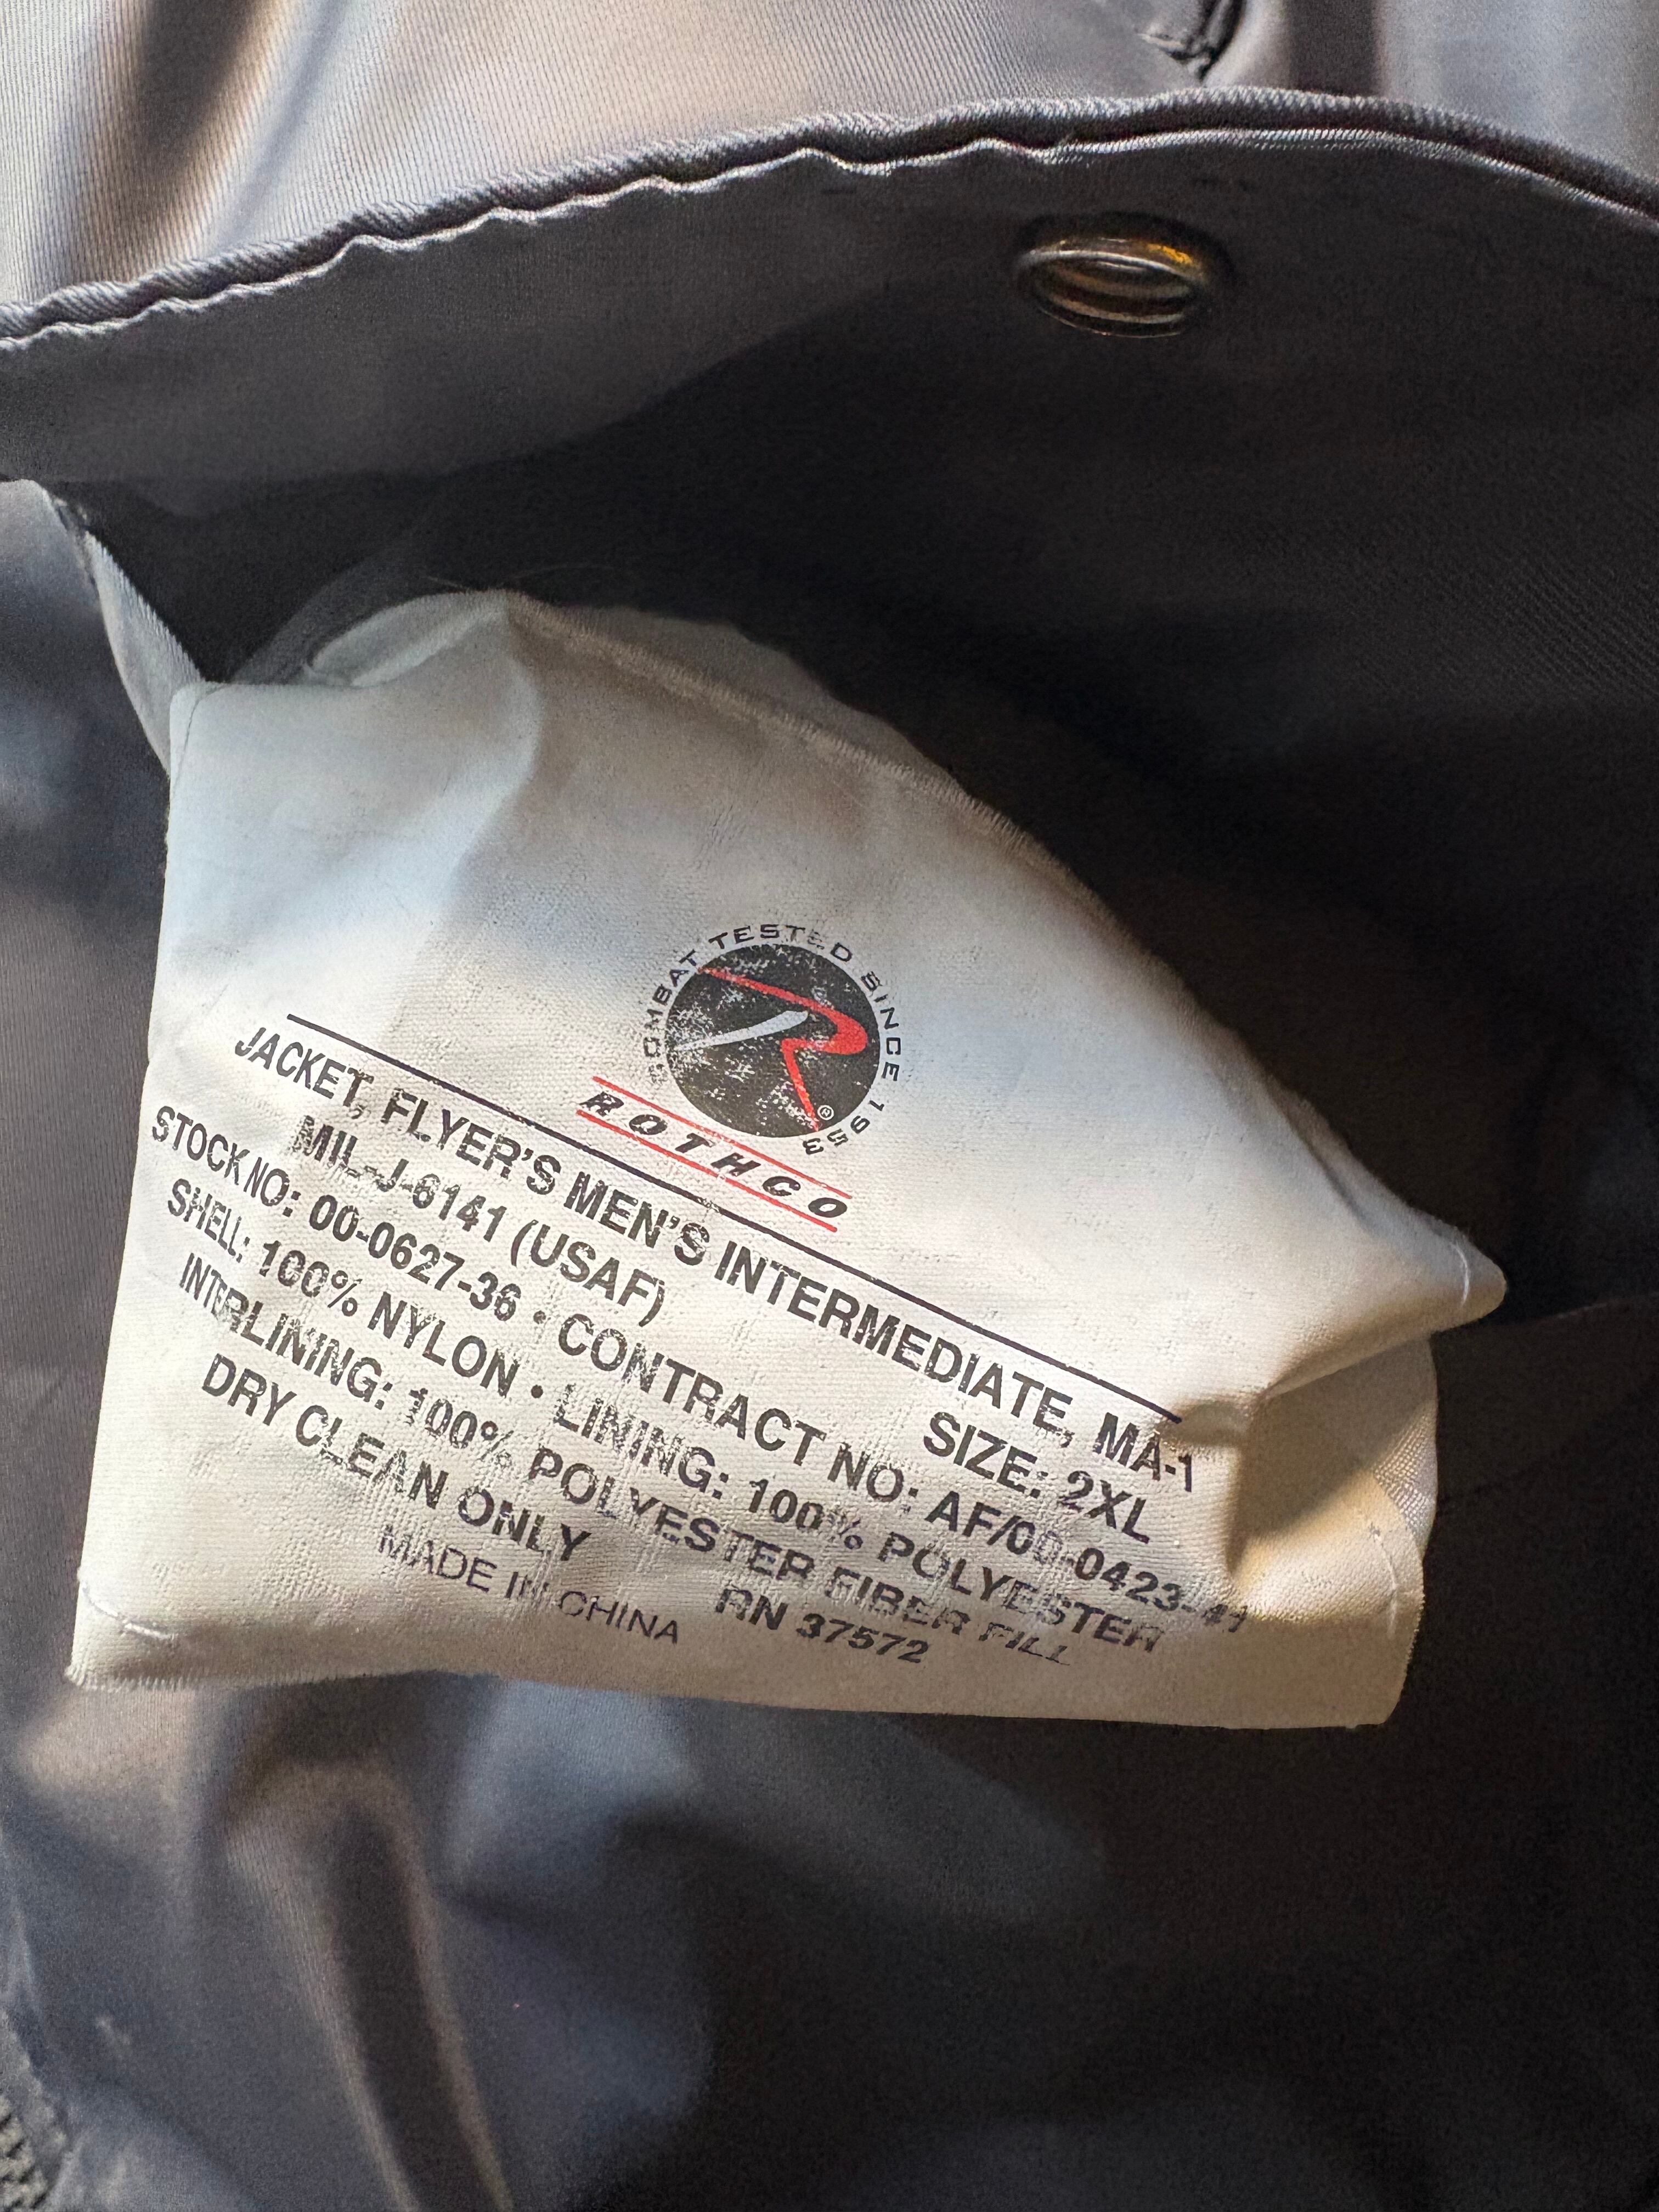 COMBAT TESTED SINCE 1953
®
ROTHCO
JACKET, FLYER'S MEN'S INTERMEDIATE, MA-1
MIL-J-6141 (USAF) SIZE: 2XL
STOCK NO: 00-0627-36 • CONTRACT NO: AF/00-0423-41
SHELL: 100% NYLON • LINING: 100% POLYESTER
INTERLINING: 100% POLYESTER FIBER FILL
DRY CLEAN ONLY RN 37572
MADE IN CHINA